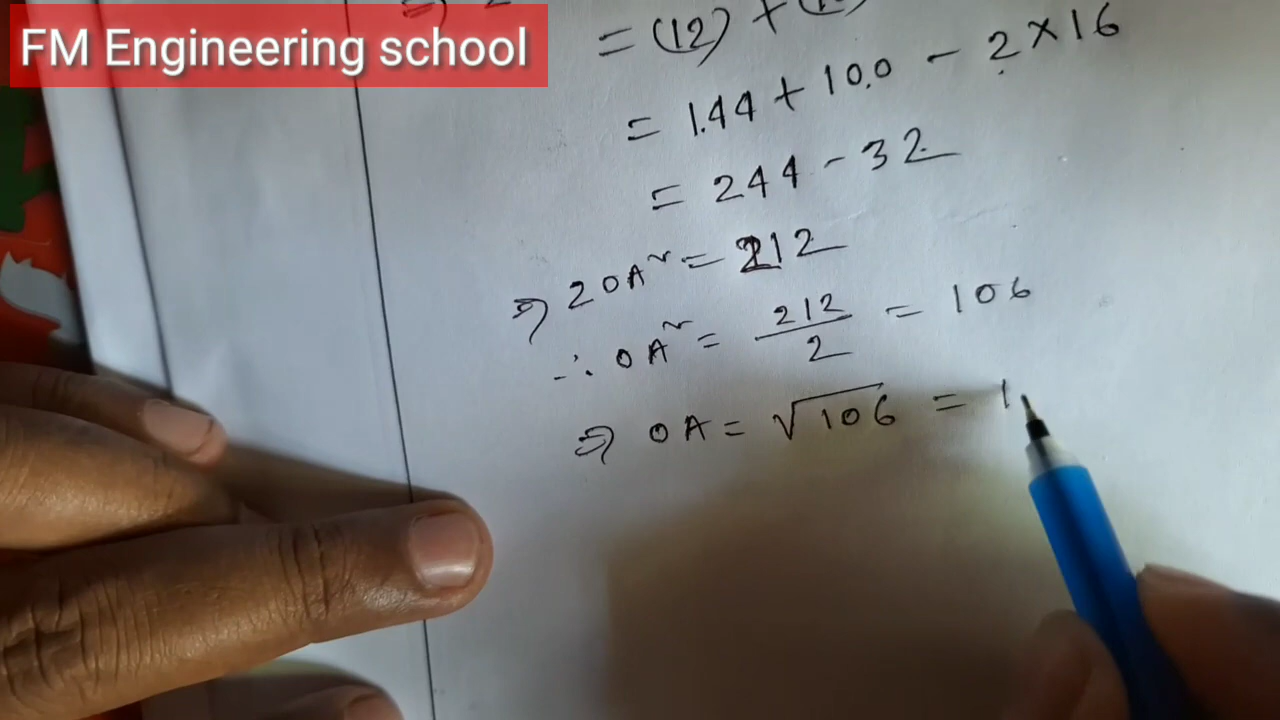 FM Engineering school
= (12) +
= 144 + 100 - 2×16
= 244 - 32
⇒ 2OA² = 212
∴ OA² = 212/2 = 106
⇒ OA = √106 = 1